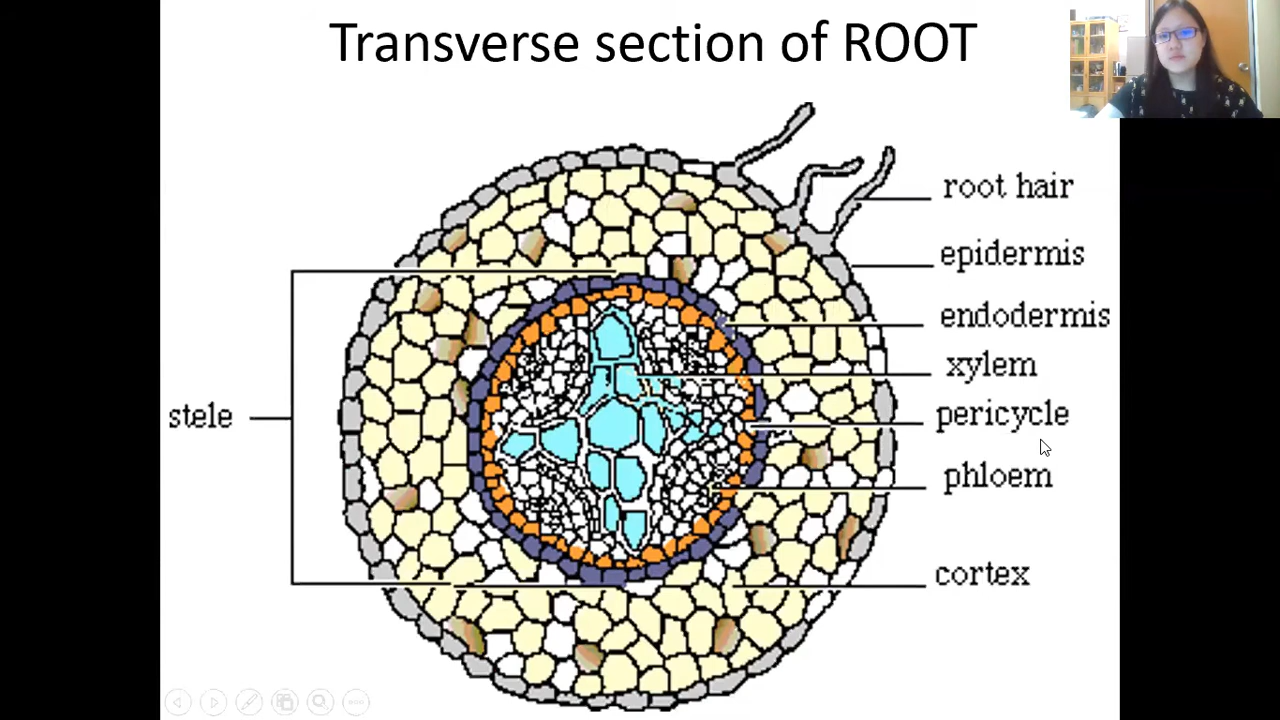 Transverse section of ROOT
root hair
epidermis
endodermis
xylem
stele
pericycle
phloem
cortex